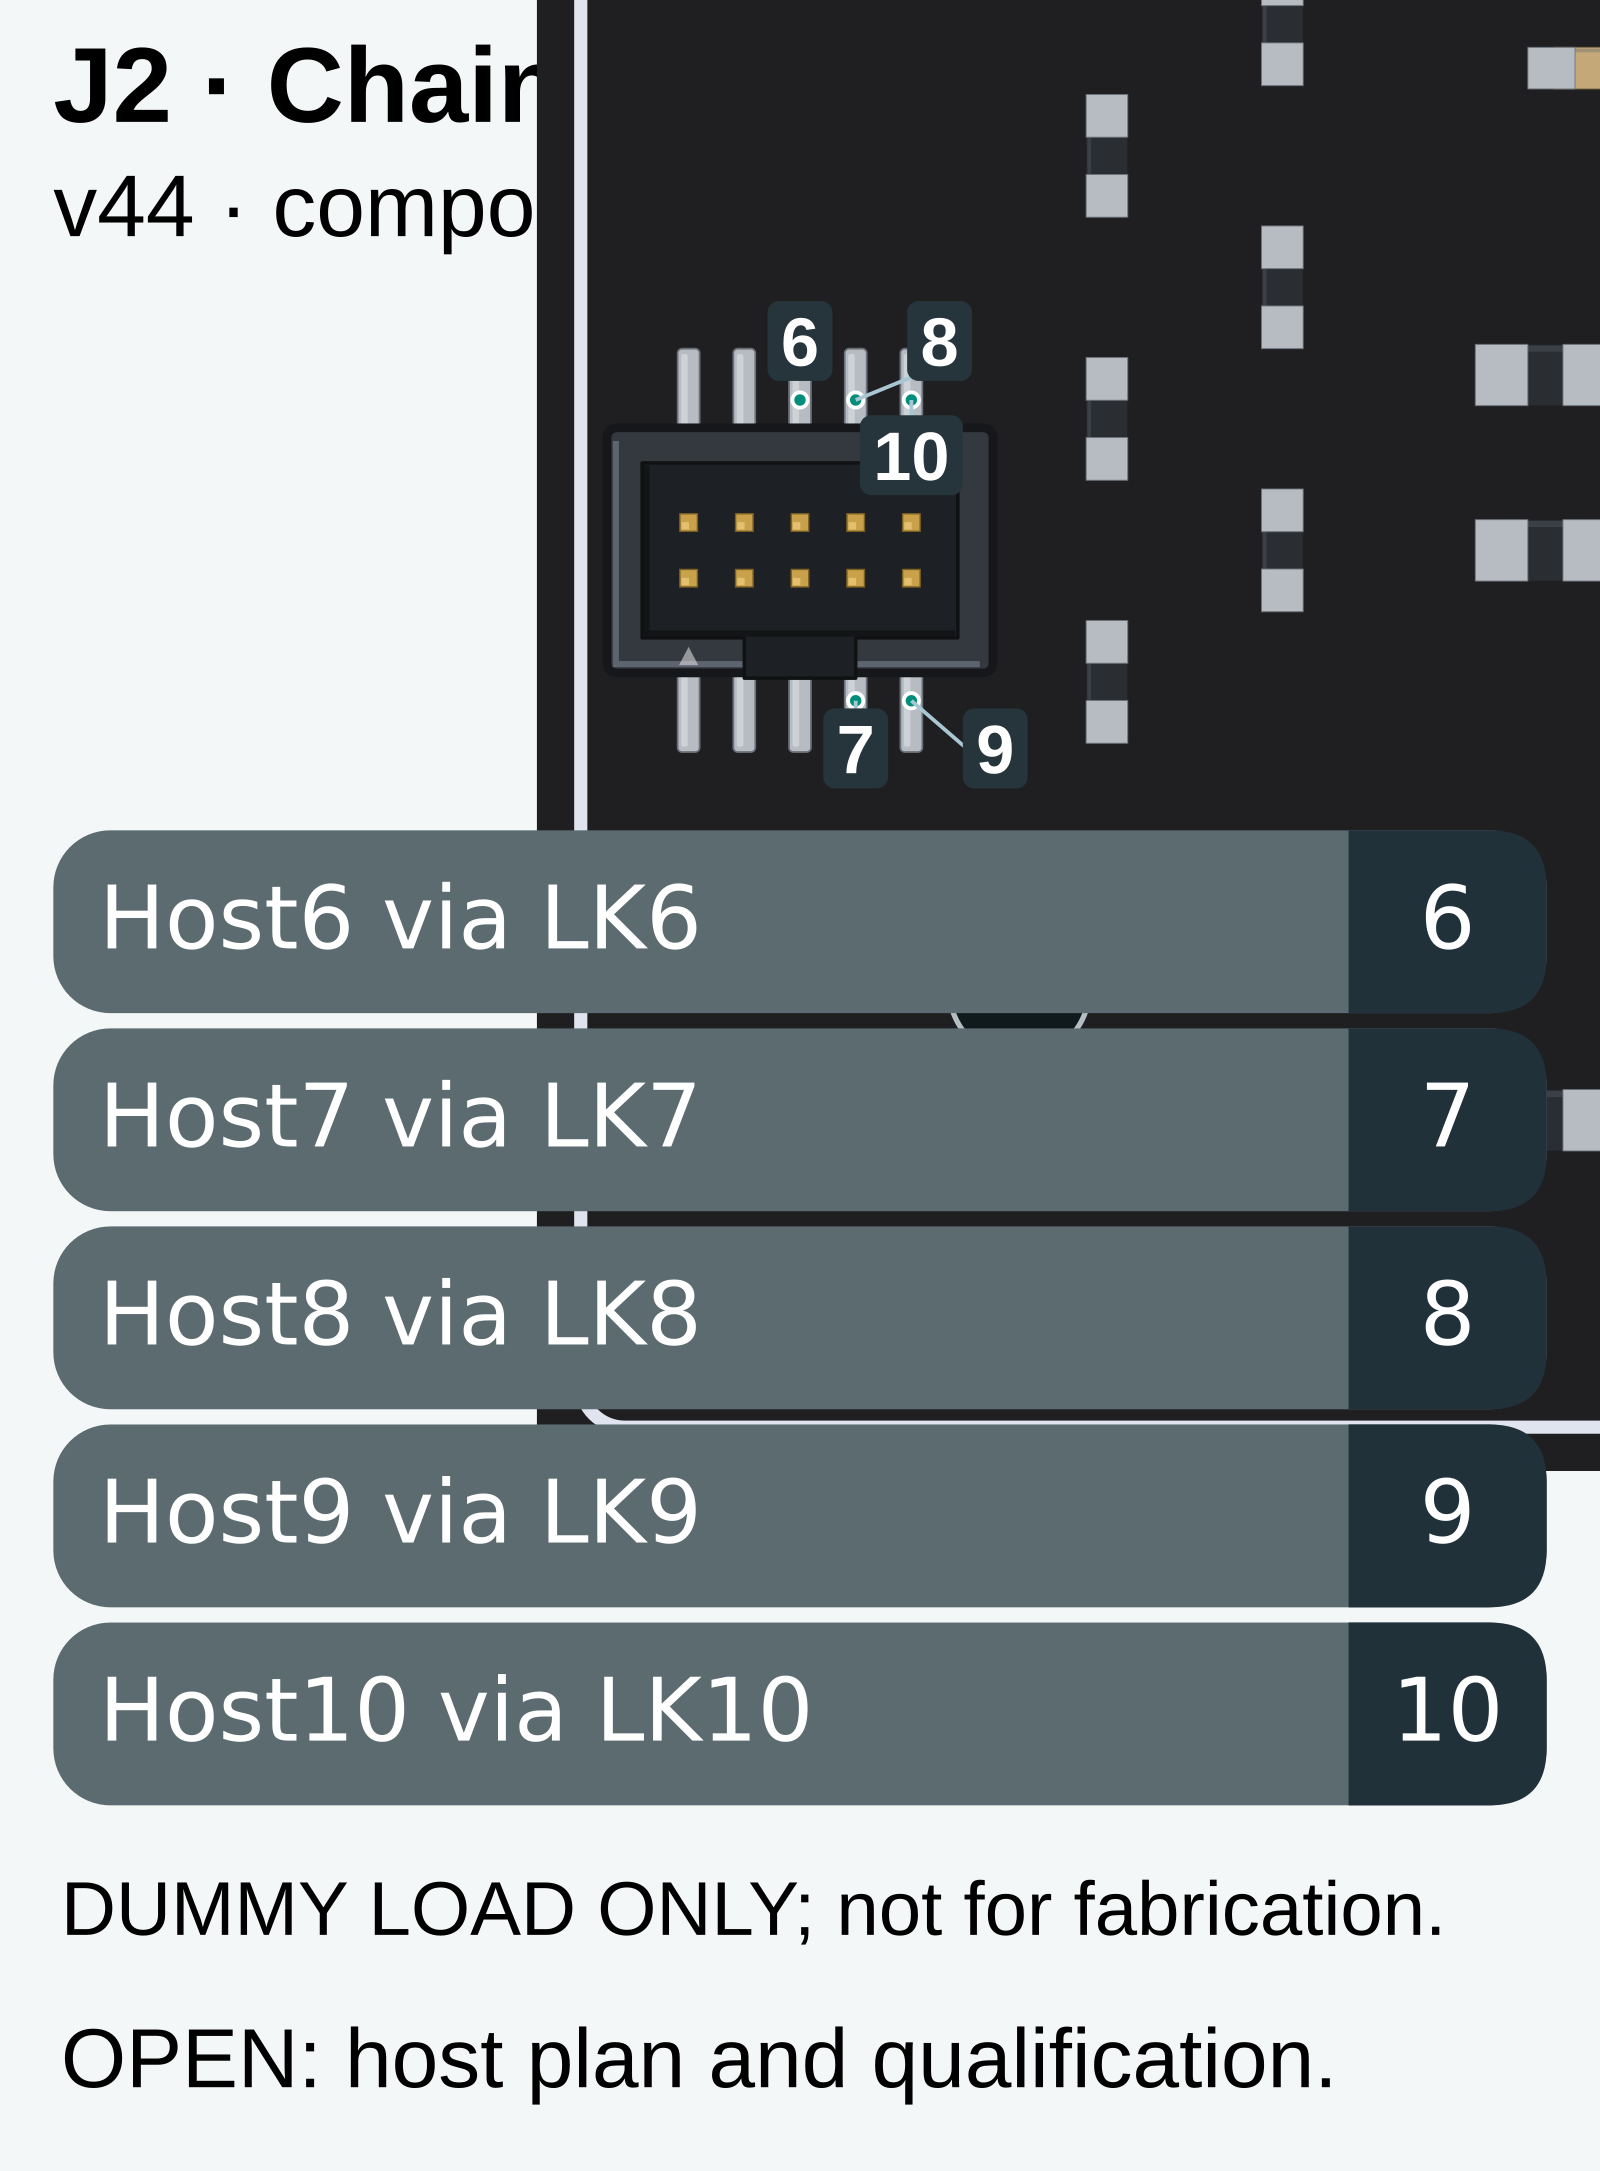 J2 · Chain
v44 · compo
6
8
10
7
9
Host6 via LK6 6
Host7 via LK7 7
Host8 via LK8 8
Host9 via LK9 9
Host10 via LK10 10
DUMMY LOAD ONLY; not for fabrication.
OPEN: host plan and qualification.